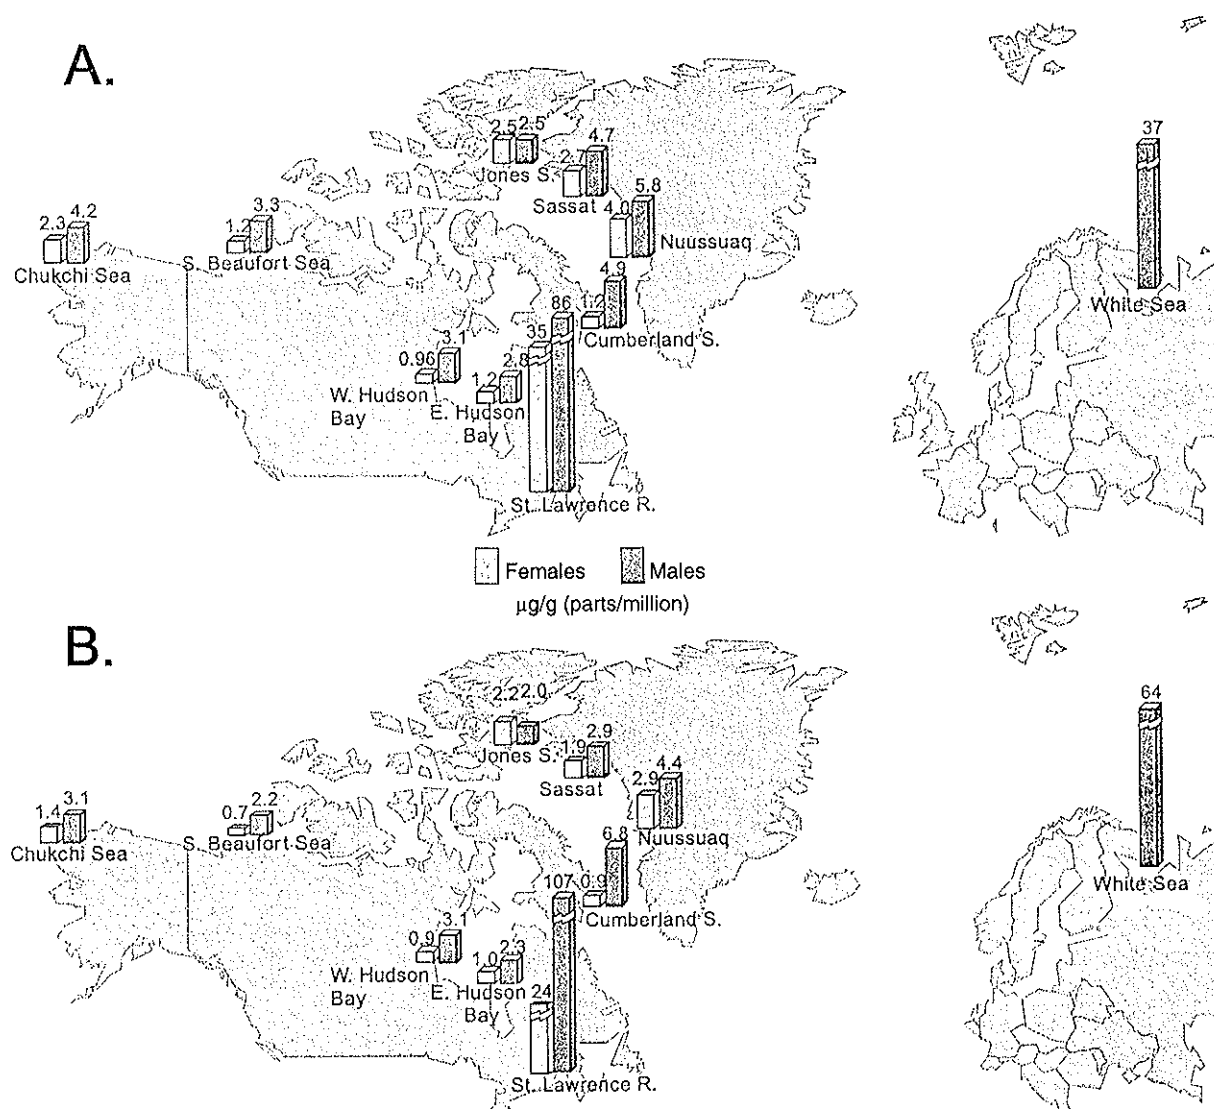 A.
37
2.5 2.5
4.7
2.7
Jones S.
5.8
4.0
Sassat
Nuussuaq
4.2
2.3
3.3
1.2
Chukchi Sea
S. Beaufort Sea
4.9
1.2
White Sea
86
35
Cumberland S.
3.1
0.96
2.8
1.2
W. Hudson
Bay
E. Hudson
Bay
St. Lawrence R.
Females Males
µg/g (parts/million)
B.
64
2.2 2.0
2.9
1.9
Jones S.
4.4
2.9
Sassat
3.1
1.4
2.2
0.7
Chukchi Sea
S. Beaufort Sea
Nuussuaq
6.8
0.9
White Sea
107
Cumberland S.
3.1
0.9
2.3
1.0
W. Hudson
Bay
E. Hudson
Bay
24
St. Lawrence R.